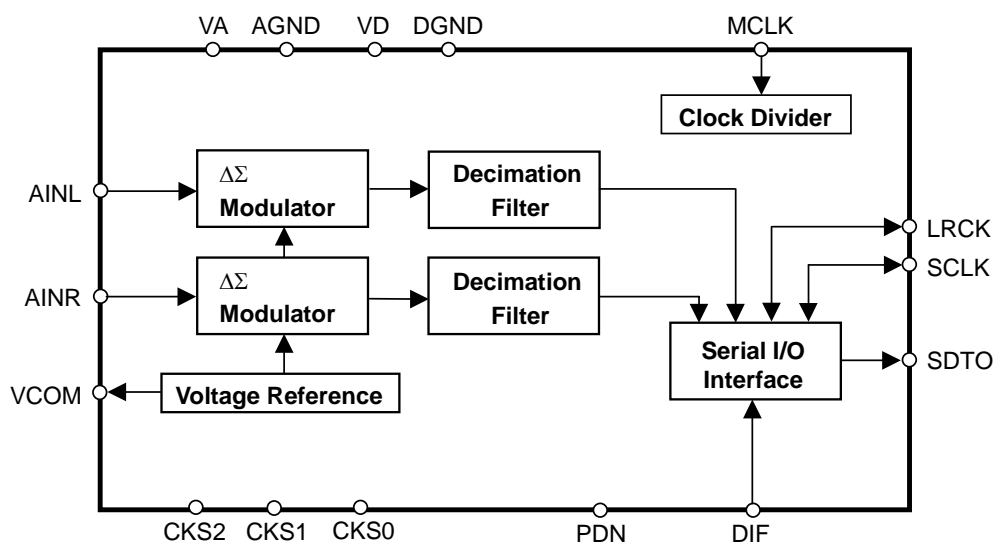 VA AGND VD DGND MCLK
Clock Divider
AINL
ΔΣ
Modulator
Decimation
Filter
LRCK
SCLK
AINR
ΔΣ
Modulator
Decimation
Filter
Serial I/O
Interface
SDTO
VCOM
Voltage Reference
CKS2 CKS1 CKS0 PDN DIF